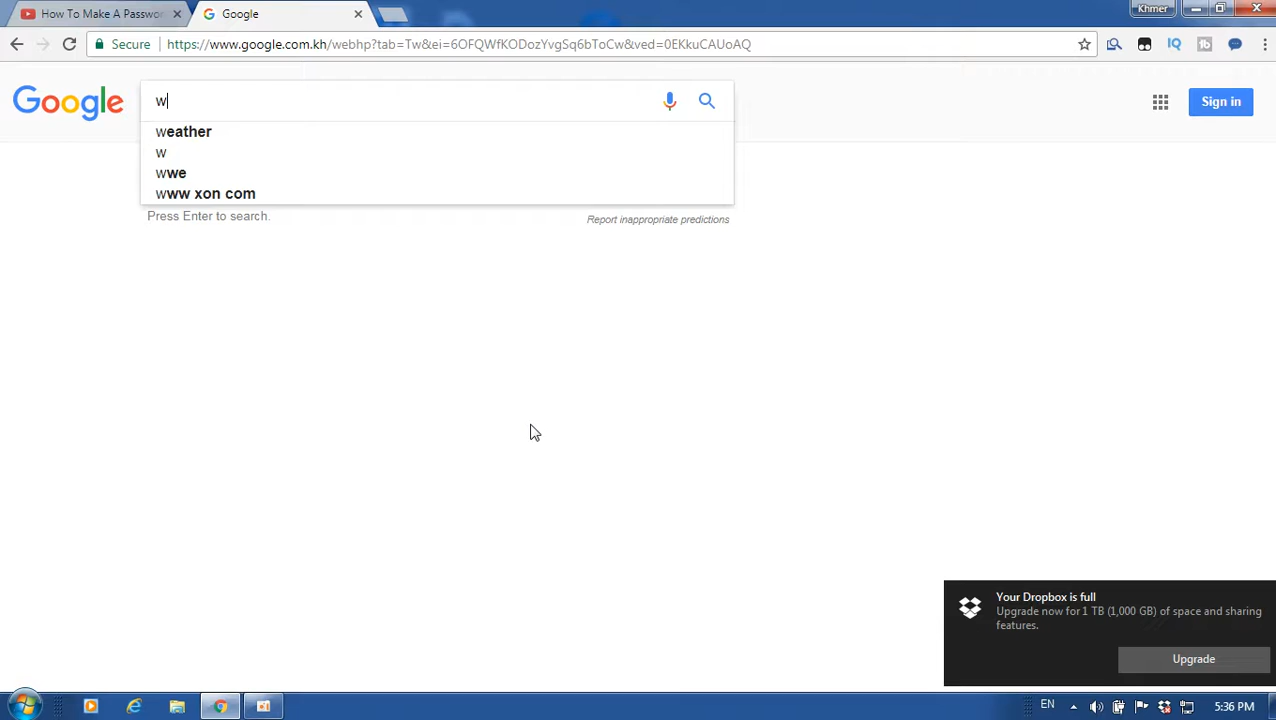 How To Make A Passwor
Google
Khmer
Secure
https://www.google.com.kh/webhp?tab=Tw&ei=6OFQWfKODozYvgSq6bToCw&ved=0EKkuCAUoAQ
Google
w
Sign in
weather
w
wwe
www xon com
Press Enter to search.
Report inappropriate predictions
Your Dropbox is full
Upgrade now for 1 TB (1,000 GB) of space and sharing
features.
Upgrade
EN
5:36 PM